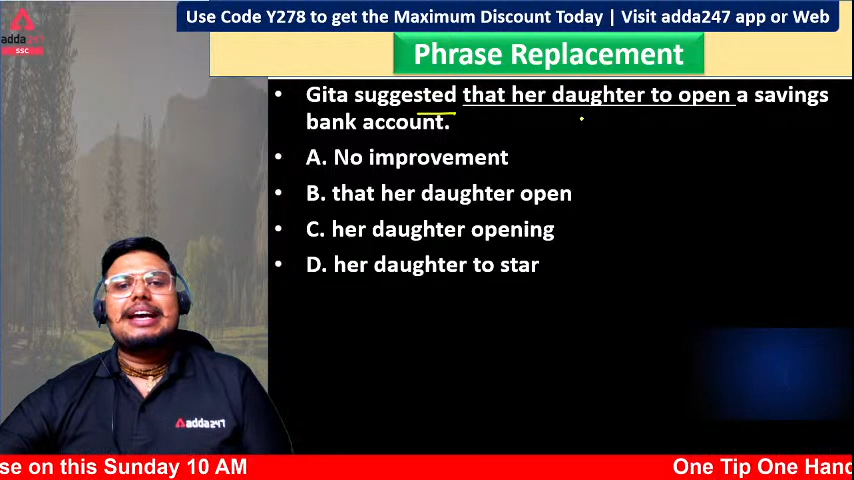 Use Code Y278 to get the Maximum Discount Today | Visit adda247 app or Web
adda247
SSC
Phrase Replacement
• Gita suggested that her daughter to open a savings
bank account.
• A. No improvement
• B. that her daughter open
• C. her daughter opening
• D. her daughter to star
adda247
se on this Sunday 10 AM
One Tip One Hand